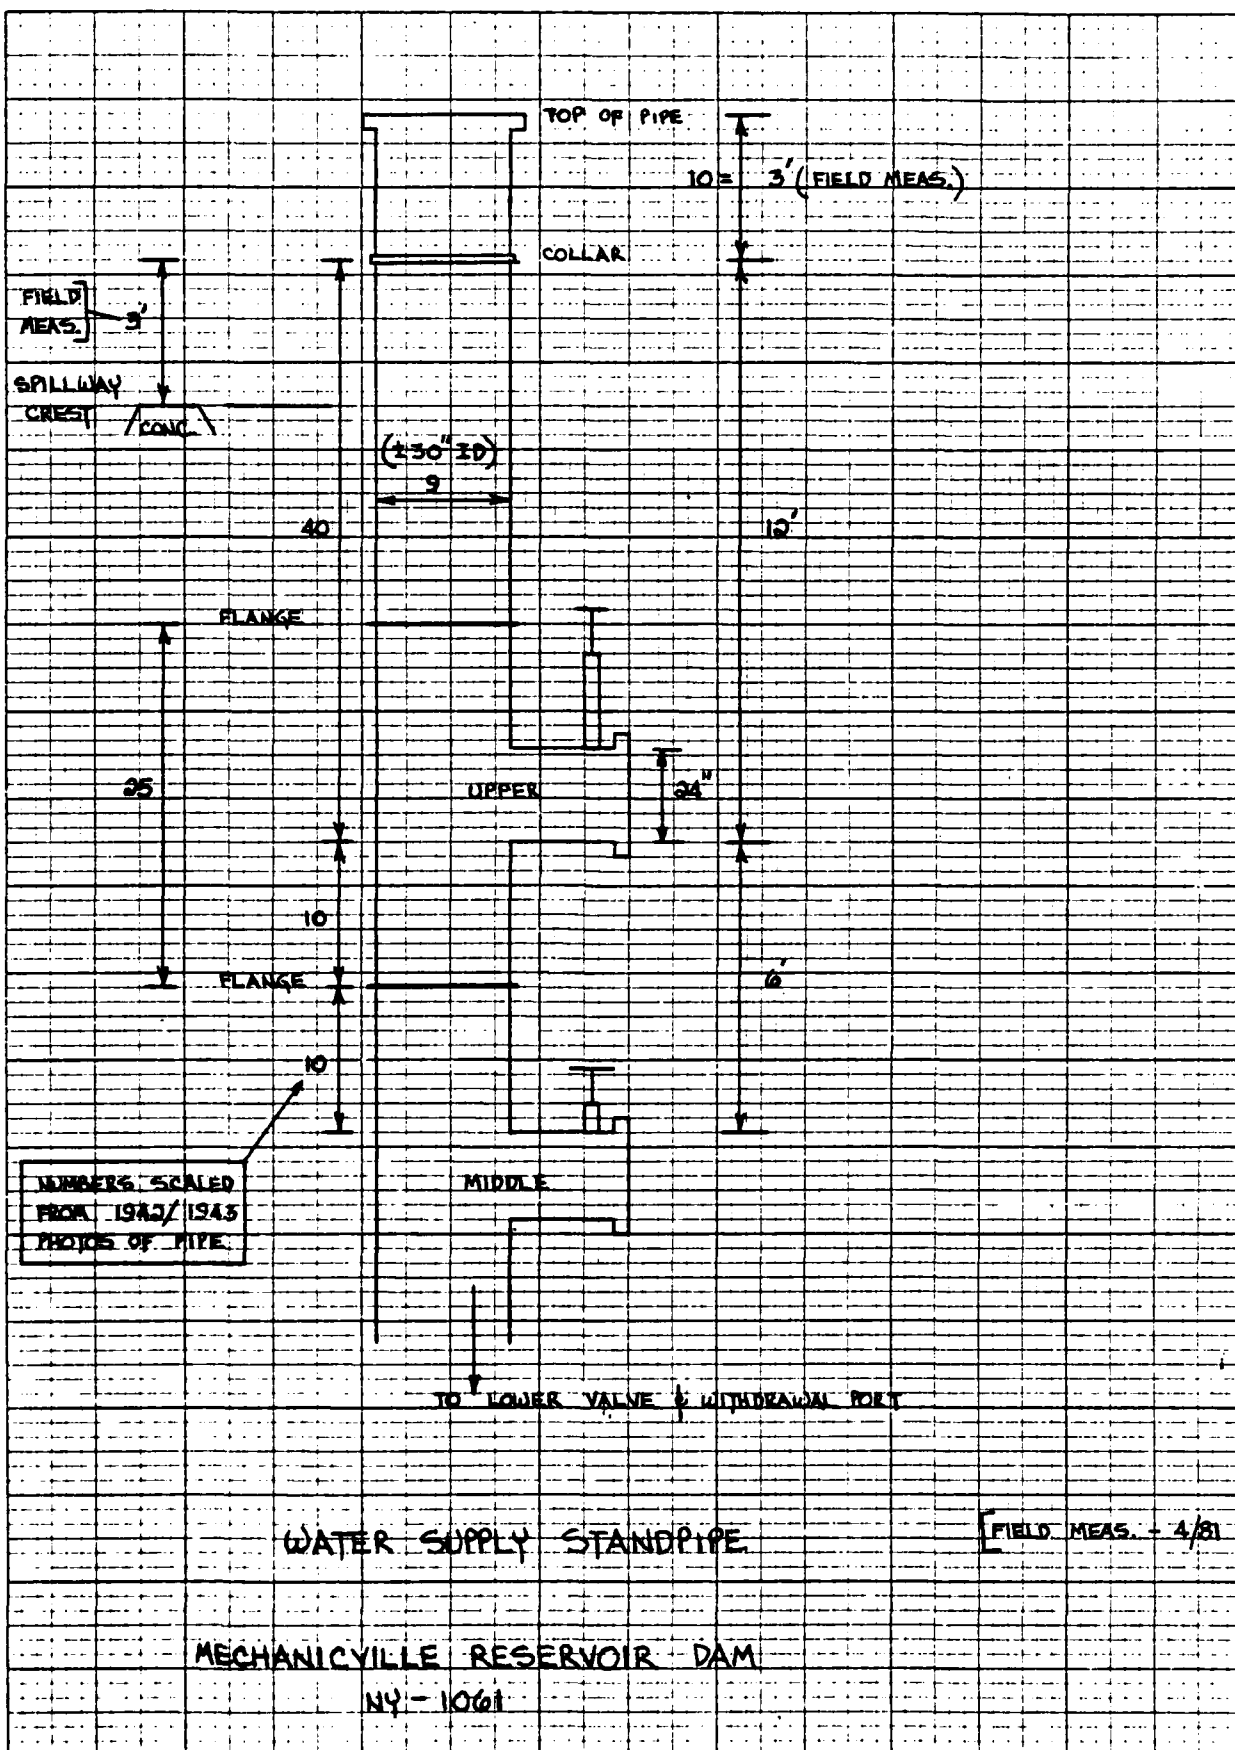 TOP OF PIPE
10 = 3' (FIELD MEAS.)
COLLAR
FIELD
MEAS.] 3'
SPILLWAY
CREST
CONC.
(±30" ID)
9
40
12'
FLANGE
25
UPPER
24"
10
FLANGE
6'
10
NUMBERS SCALED
FROM 1942/1943
PHOTOS OF PIPE
MIDDLE
TO LOWER VALVE & WITHDRAWAL PORT
WATER SUPPLY STANDPIPE
[FIELD MEAS. - 4/81
MECHANICVILLE RESERVOIR DAM
NY - 1061